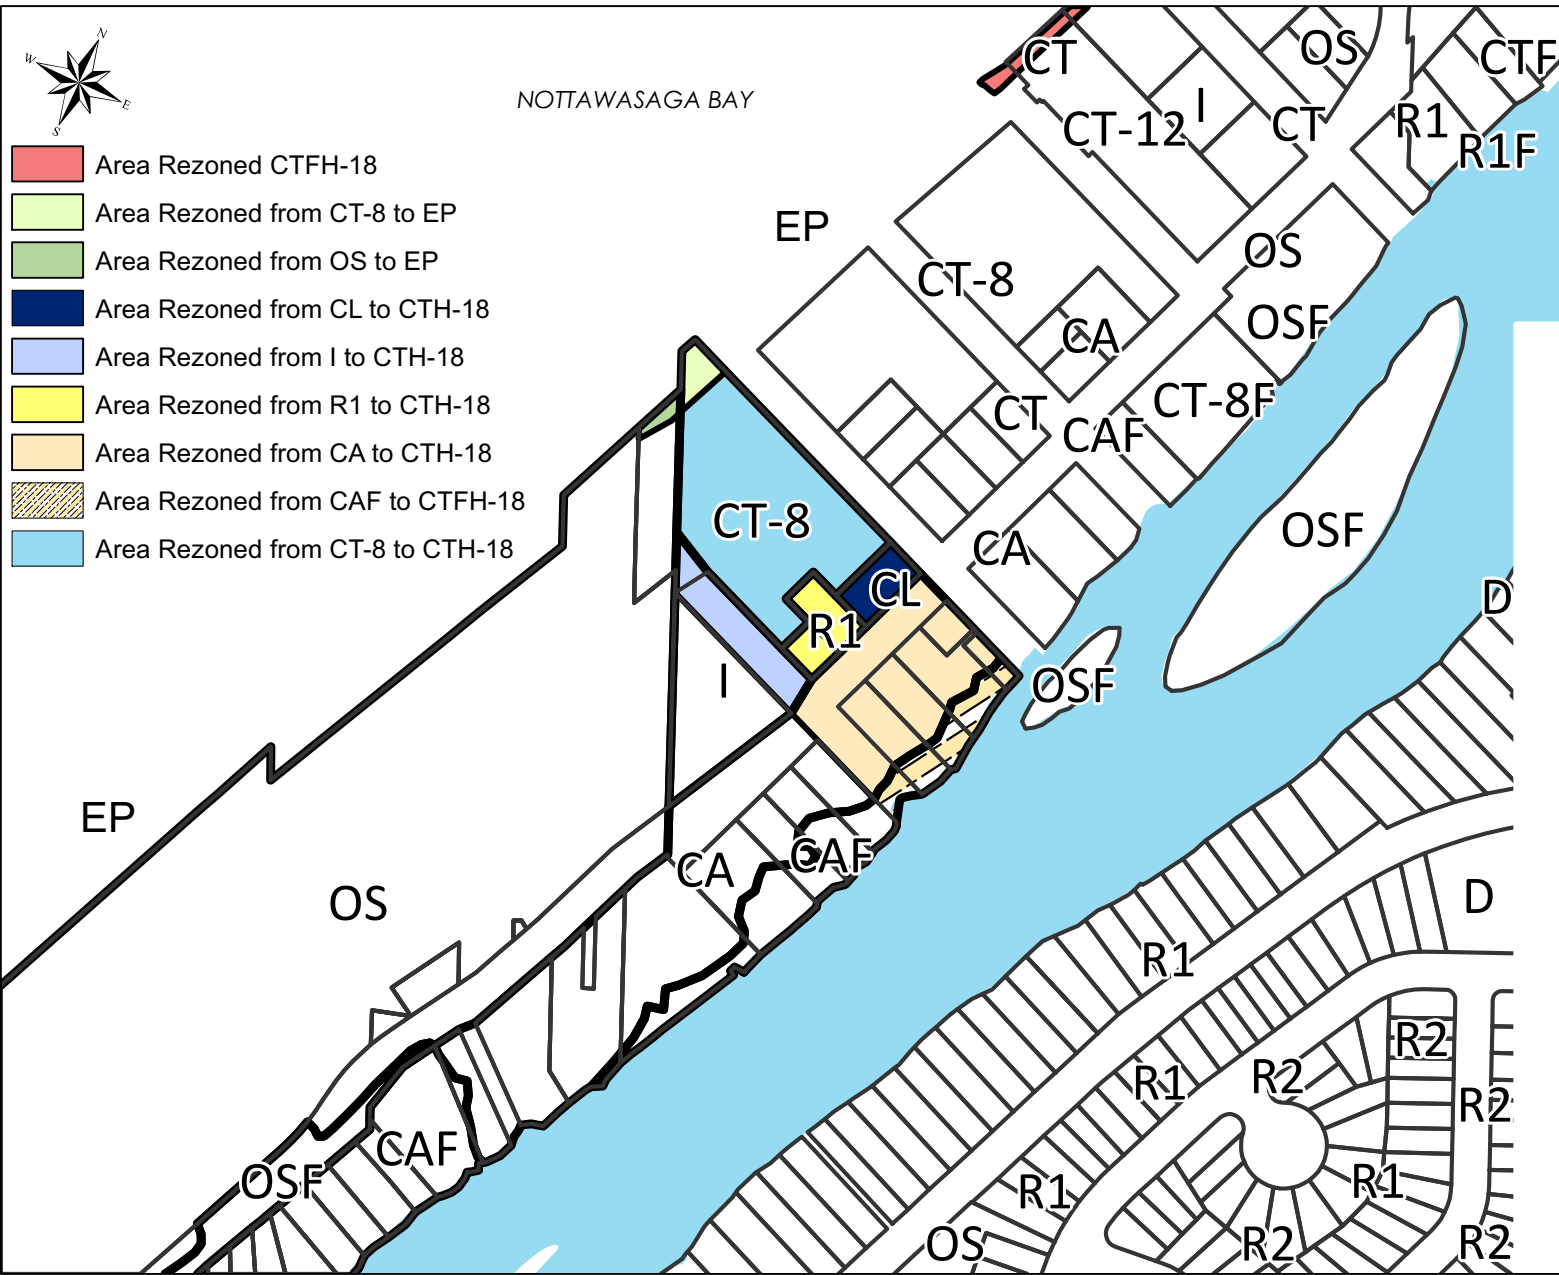 N
W
E
S
NOTTAWASAGA BAY
Area Rezoned CTFH-18
Area Rezoned from CT-8 to EP
Area Rezoned from OS to EP
Area Rezoned from CL to CTH-18
Area Rezoned from I to CTH-18
Area Rezoned from R1 to CTH-18
Area Rezoned from CA to CTH-18
Area Rezoned from CAF to CTFH-18
Area Rezoned from CT-8 to CTH-18
CT
OS
CTF
CT-12
I
CT
R1
R1F
EP
OS
CT-8
OSF
CA
CT-8F
CT
CAF
CT-8
OSF
CA
CL
D
R1
I
OSF
EP
CA
CAF
OS
D
R1
R2
R1
R2
R2
CAF
OSF
R1
R1
OS
R2
R2